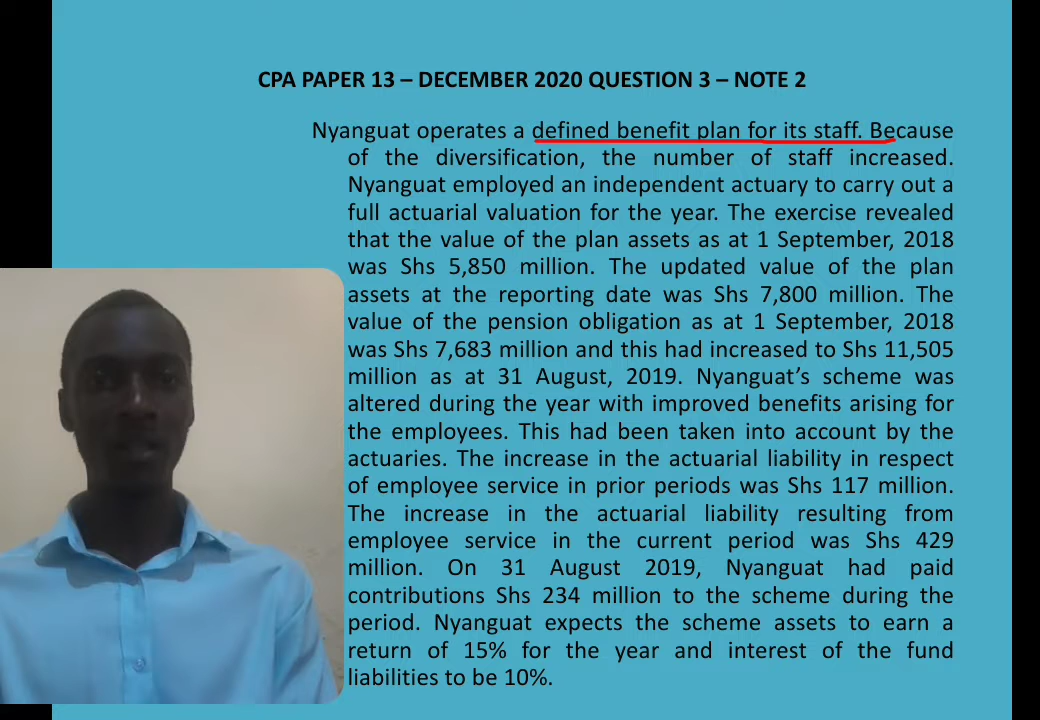 CPA PAPER 13 – DECEMBER 2020 QUESTION 3 – NOTE 2
Nyanguat operates a defined benefit plan for its staff. Because
of the diversification, the number of staff increased.
Nyanguat employed an independent actuary to carry out a
full actuarial valuation for the year. The exercise revealed
that the value of the plan assets as at 1 September, 2018
was Shs 5,850 million. The updated value of the plan
assets at the reporting date was Shs 7,800 million. The
value of the pension obligation as at 1 September, 2018
was Shs 7,683 million and this had increased to Shs 11,505
million as at 31 August, 2019. Nyanguat’s scheme was
altered during the year with improved benefits arising for
the employees. This had been taken into account by the
actuaries. The increase in the actuarial liability in respect
of employee service in prior periods was Shs 117 million.
The increase in the actuarial liability resulting from
employee service in the current period was Shs 429
million. On 31 August 2019, Nyanguat had paid
contributions Shs 234 million to the scheme during the
period. Nyanguat expects the scheme assets to earn a
return of 15% for the year and interest of the fund
liabilities to be 10%.